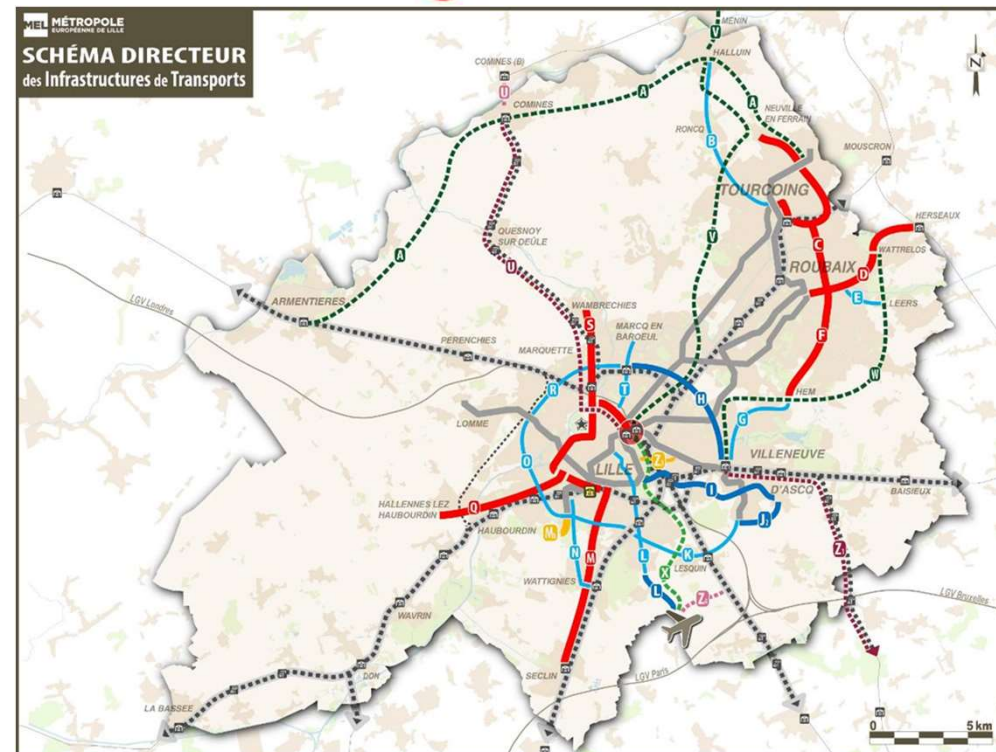 MEL MÉTROPOLE
EUROPÉENNE DE LILLE
SCHÉMA DIRECTEUR
des Infrastructures de Transports
MENIN
V
HALLUIN
N
COMINES (B)
U
COMINES
A
A
NEUVILLE
EN FERRAIN
RONCQ
B
MOUSCRON
TOURCOING
HERSEAUX
QUESNOY
SUR DEÛLE
V
C
WATTRELOS
A
U
ROUBAIX
D
E
LEERS
LGV Londres
ARMENTIERES
WAMBRECHIES
S
MARCQ EN
BAROEUL
F
PERENCHIES
MARQUETTE
W
R
T
H
HEM
LOMME
G
O
LILLE
Z
VILLENEUVE
D'ASCQ
BAISIEUX
I
HALLENNES LEZ
HAUBOURDIN
Q
J
HAUBOURDIN
M
N
M
L
K
Z
WATTIGNIES
X
LESQUIN
L
Z
LGV Bruxelles
WAVRIN
SECLIN
LGV Paris
DON
LA BASSEE
0 5 km